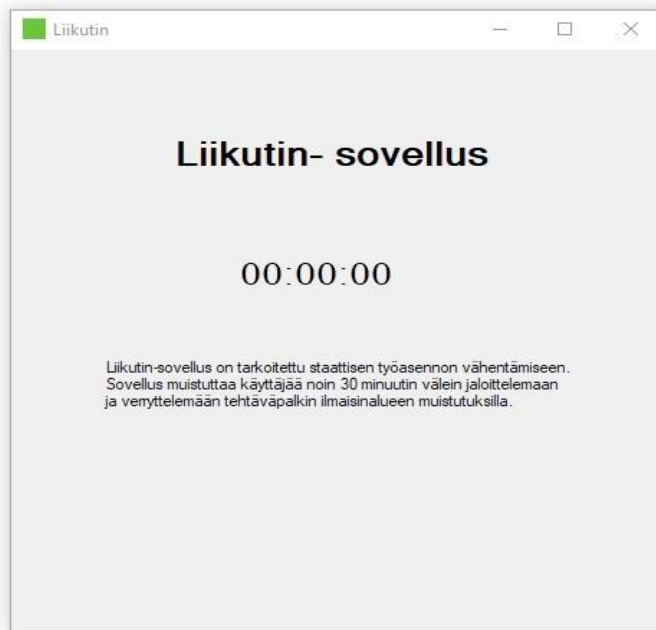 Liikutin
Liikutin- sovellus
00:00:00
Liikutin-sovellus on tarkoitettu staattisen työasennon vähentämiseen.
Sovellus muistuttaa käyttäjää noin 30 minuutin välein jaloittelemaan
ja verryttelemään tehtäväpalkin ilmaisinalueen muistutuksilla.